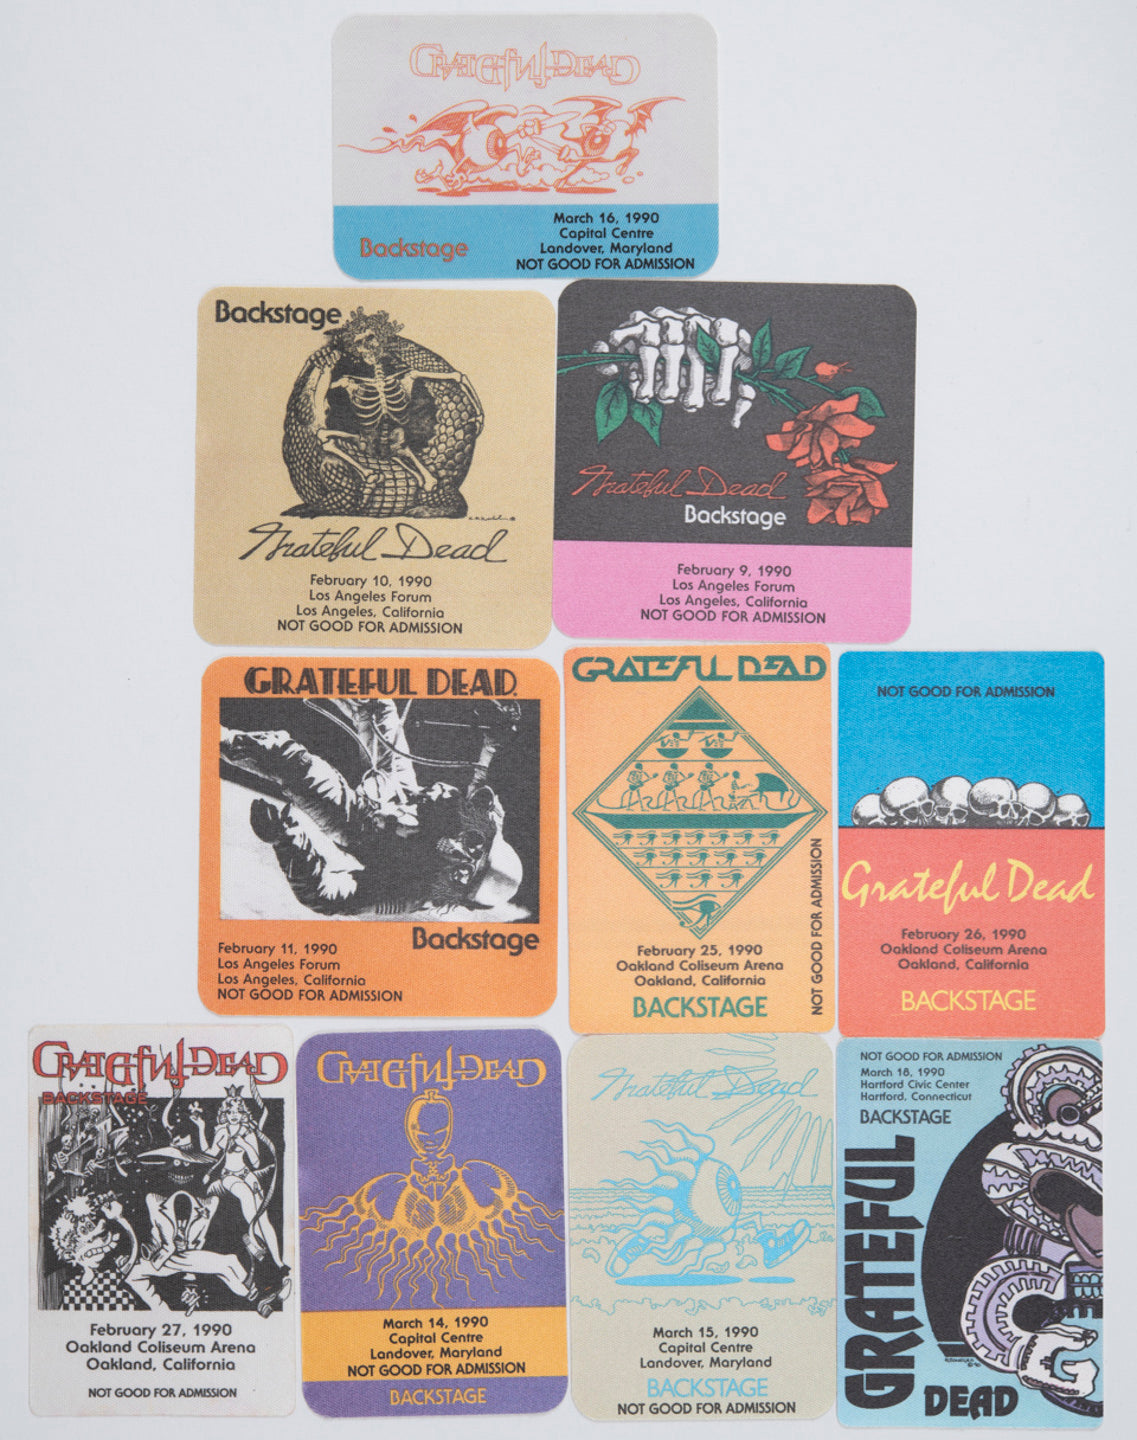 GRATEFUL DEAD
Backstage
March 16, 1990
Capital Centre
Landover, Maryland
NOT GOOD FOR ADMISSION
Backstage
Grateful Dead
February 10, 1990
Los Angeles Forum
Los Angeles, California
NOT GOOD FOR ADMISSION
Grateful Dead
Backstage
February 9, 1990
Los Angeles Forum
Los Angeles, California
NOT GOOD FOR ADMISSION
GRATEFUL DEAD
Backstage
February 11, 1990
Los Angeles Forum
Los Angeles, California
NOT GOOD FOR ADMISSION
GRATEFUL DEAD
NOT GOOD FOR ADMISSION
February 25, 1990
Oakland Coliseum Arena
Oakland, California
BACKSTAGE
NOT GOOD FOR ADMISSION
Grateful Dead
February 26, 1990
Oakland Coliseum Arena
Oakland, California
BACKSTAGE
GRATEFUL DEAD
BACKSTAGE
February 27, 1990
Oakland Coliseum Arena
Oakland, California
NOT GOOD FOR ADMISSION
GRATEFUL DEAD
March 14, 1990
Capital Centre
Landover, Maryland
NOT GOOD FOR ADMISSION
BACKSTAGE
Grateful Dead
March 15, 1990
Capital Centre
Landover, Maryland
BACKSTAGE
NOT GOOD FOR ADMISSION
NOT GOOD FOR ADMISSION
March 18, 1990
Hartford Civic Center
Hartford, Connecticut
BACKSTAGE
GRATEFUL
DEAD